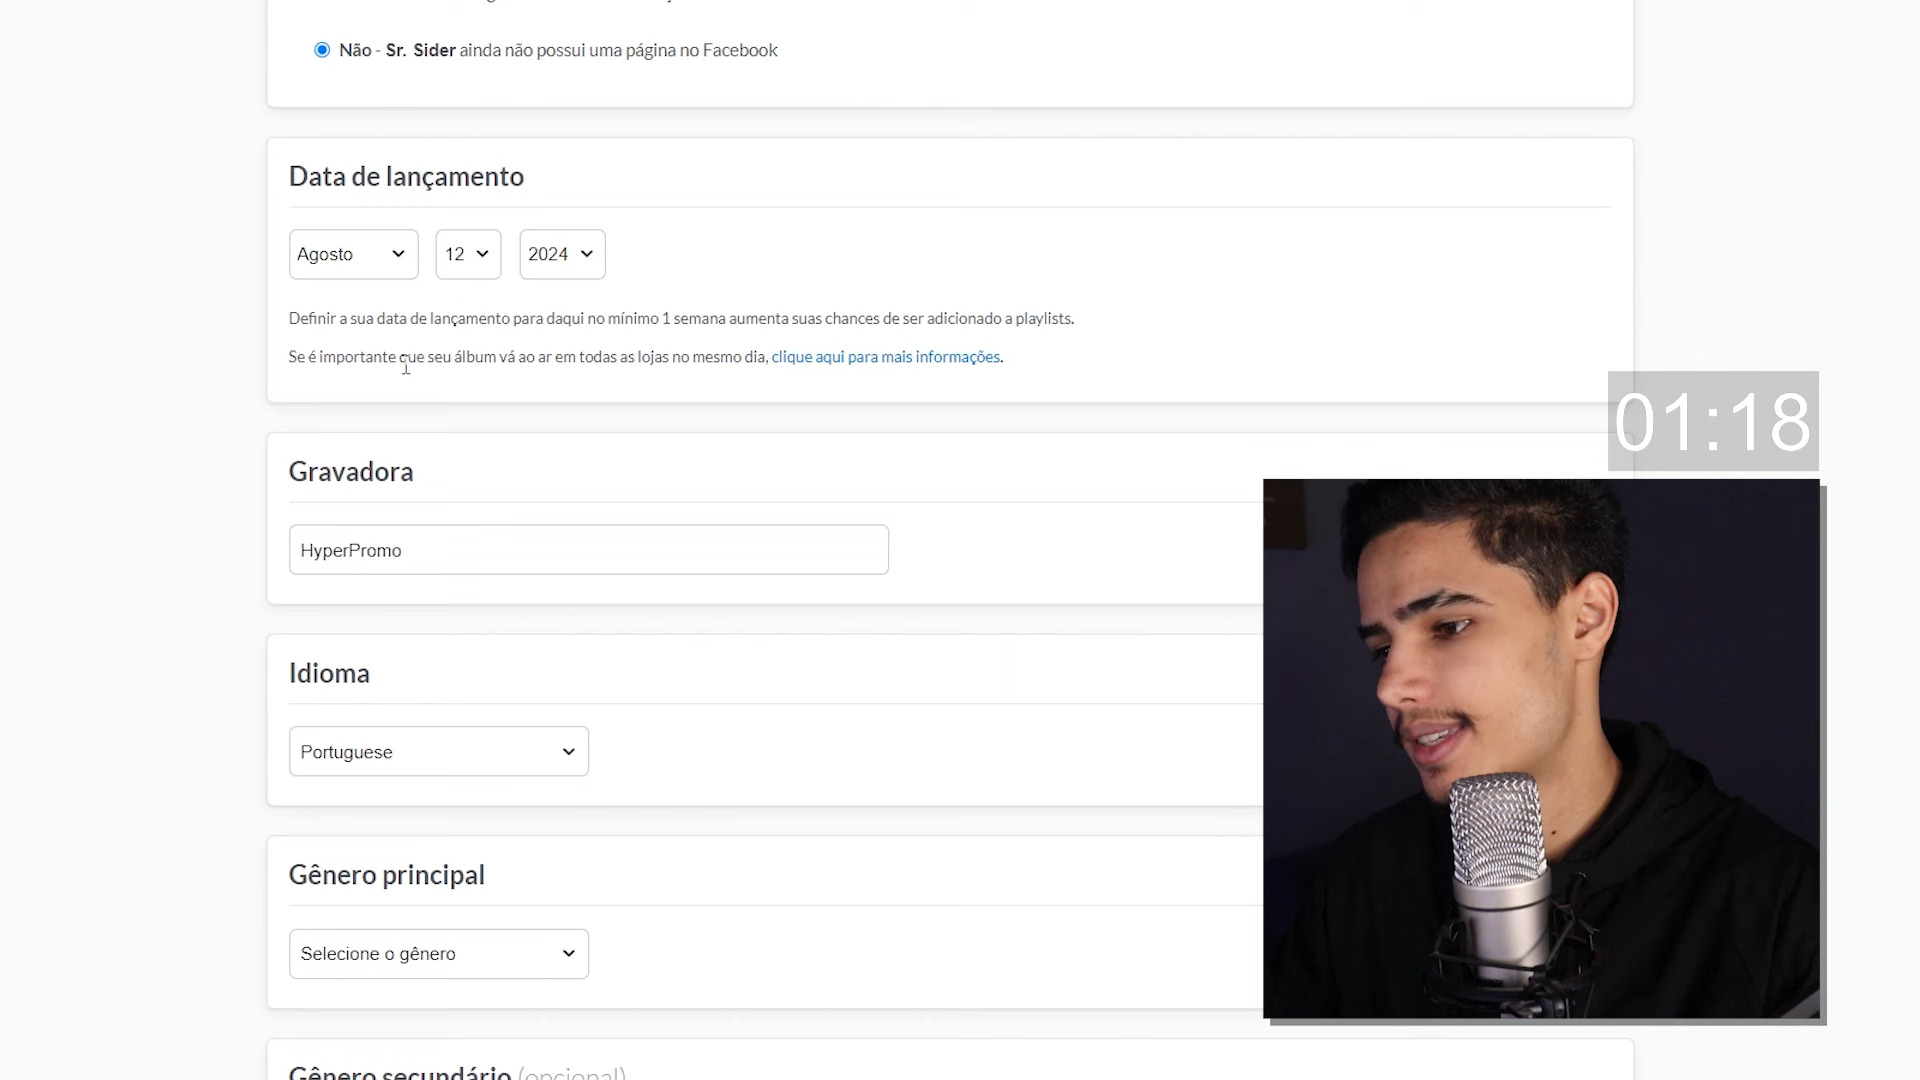 Não - Sr. Sider ainda não possui uma página no Facebook
Data de lançamento
Agosto 12 2024
Definir a sua data de lançamento para daqui no mínimo 1 semana aumenta suas chances de ser adicionado a playlists.
Se é importante que seu álbum vá ao ar em todas as lojas no mesmo dia, clique aqui para mais informações.
01:18
Gravadora
HyperPromo
Idioma
Portuguese
Gênero principal
Selecione o gênero
Gênero secundário (opcional)